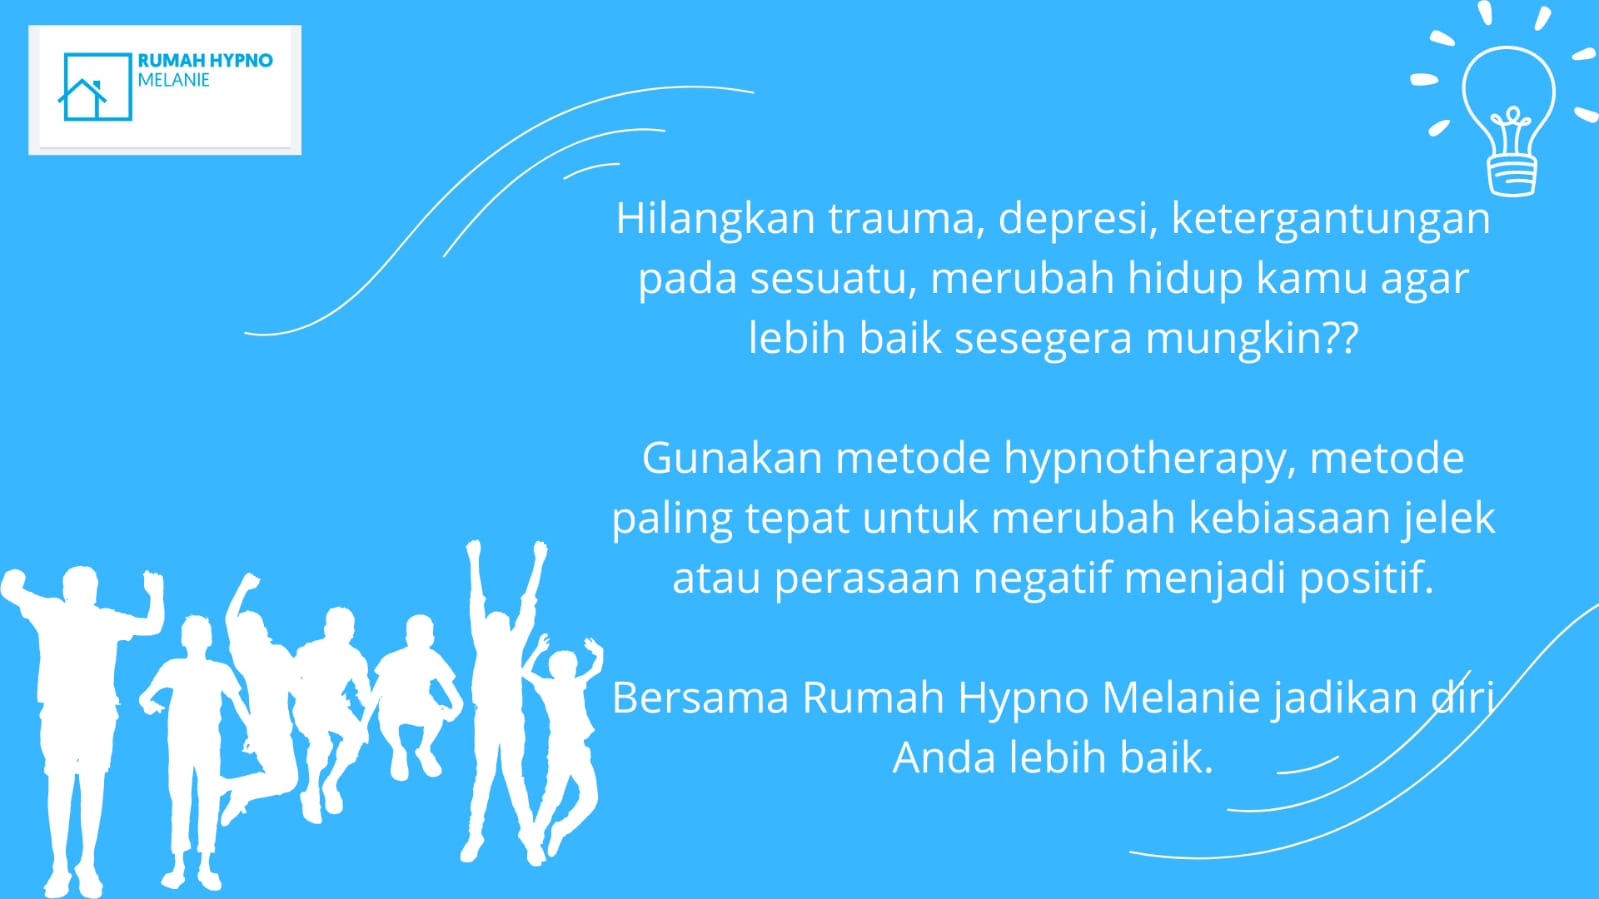 RUMAH HYPNO
MELANIE
Hilangkan trauma, depresi, ketergantungan
pada sesuatu, merubah hidup kamu agar
lebih baik sesegera mungkin??
Gunakan metode hypnotherapy, metode
paling tepat untuk merubah kebiasaan jelek
atau perasaan negatif menjadi positif.
Bersama Rumah Hypno Melanie jadikan diri
Anda lebih baik.